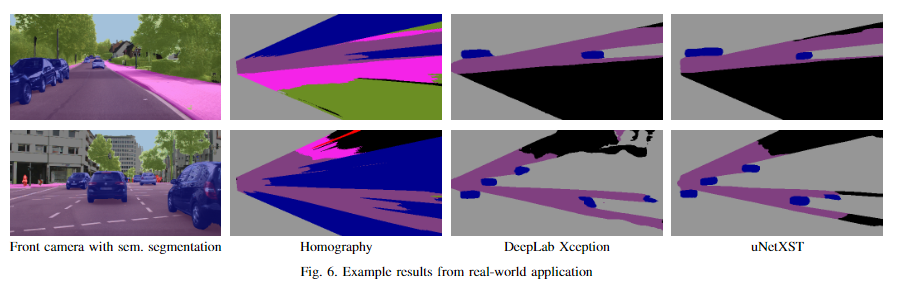 Front camera with sem. segmentation Homography DeepLab Xception uNetXST
Fig. 6. Example results from real-world application